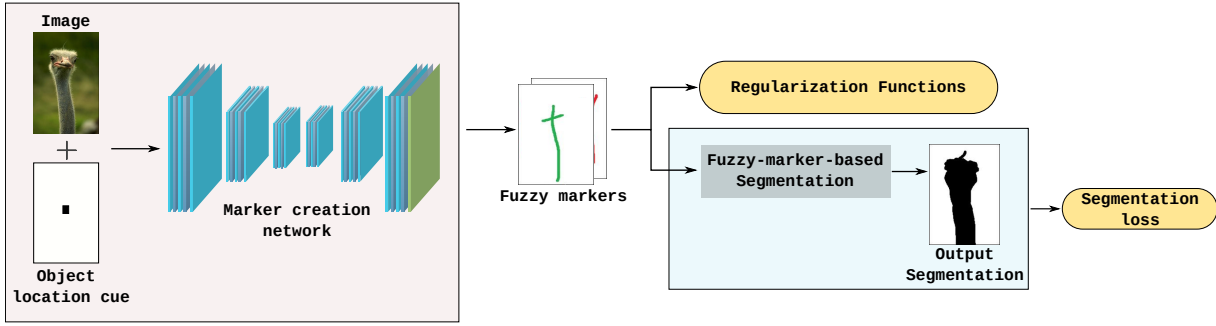 Image
Object
location cue
Marker creation
network
Fuzzy markers
Regularization Functions
Fuzzy-marker-based
Segmentation
Output
Segmentation
Segmentation
loss